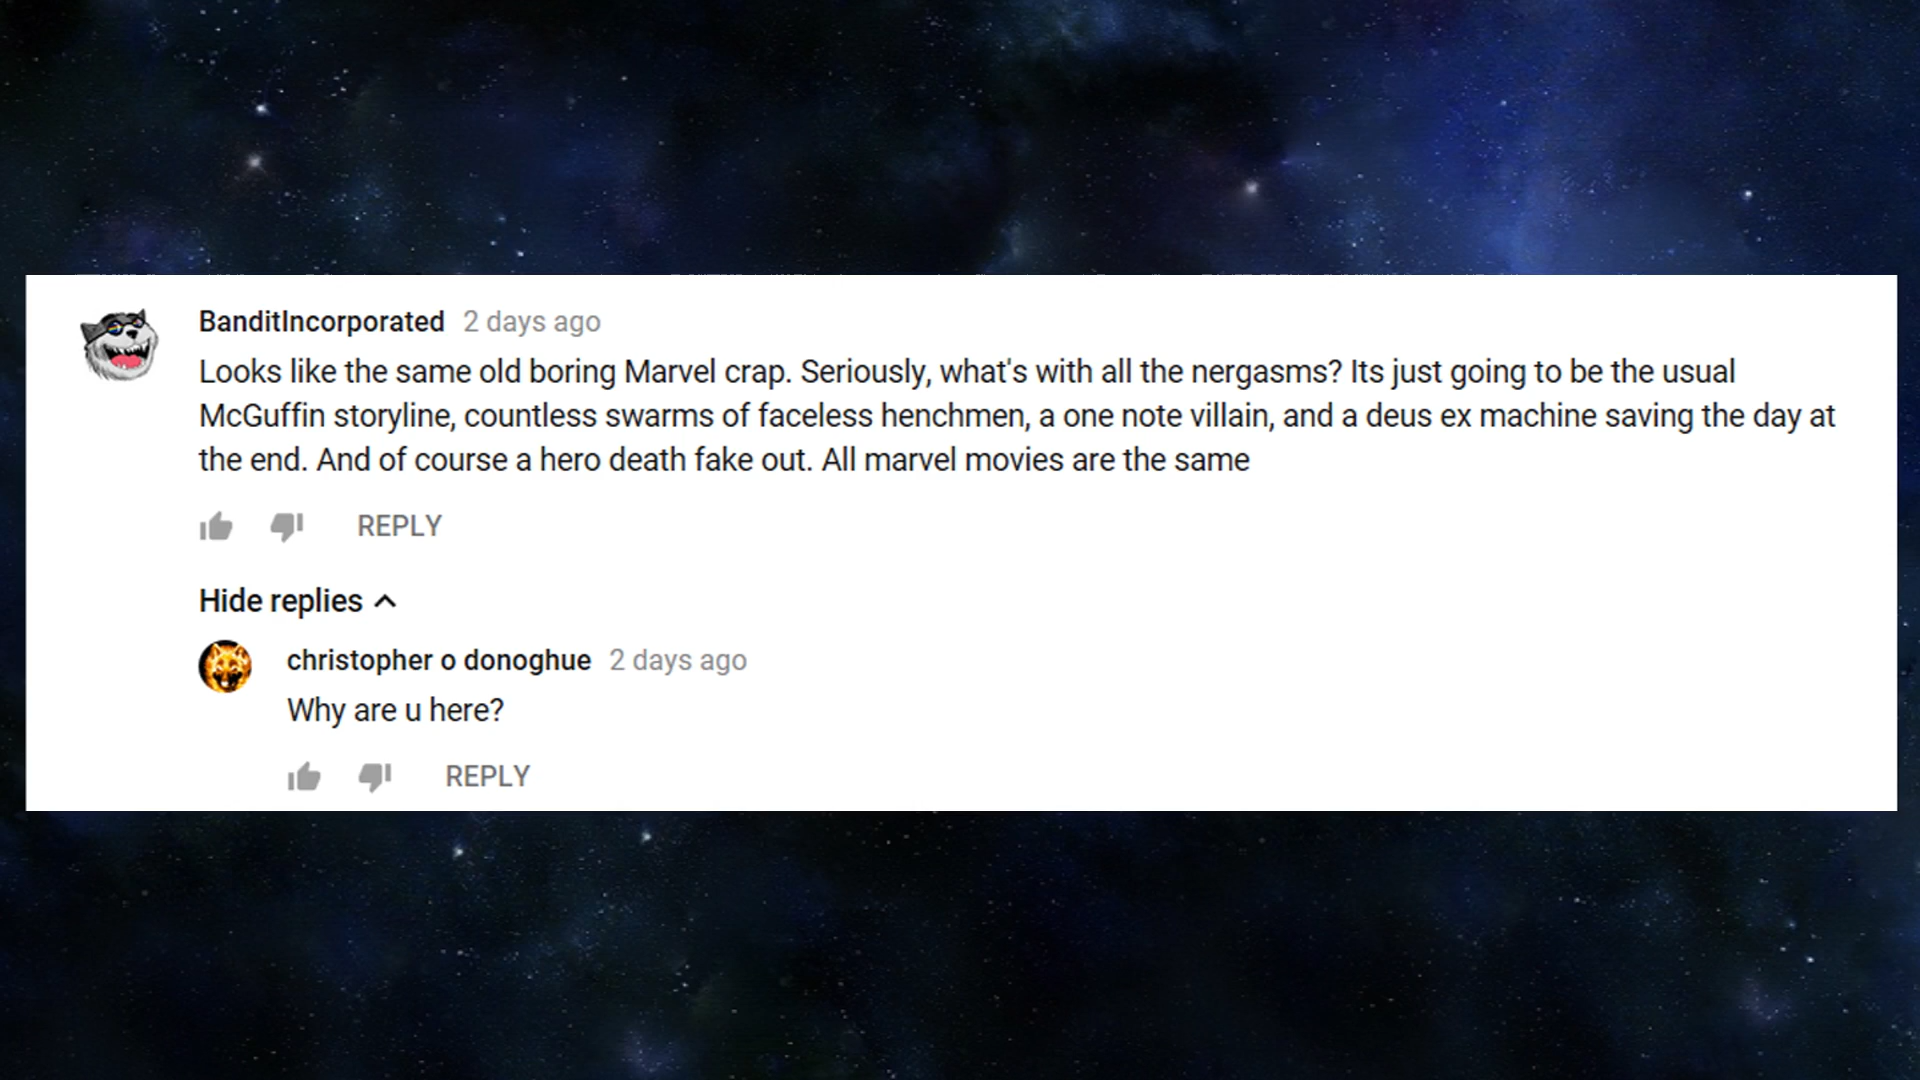 BanditIncorporated 2 days ago
Looks like the same old boring Marvel crap. Seriously, what's with all the nergasms? Its just going to be the usual
McGuffin storyline, countless swarms of faceless henchmen, a one note villain, and a deus ex machine saving the day at
the end. And of course a hero death fake out. All marvel movies are the same
REPLY
Hide replies
christopher o donoghue 2 days ago
Why are u here?
REPLY